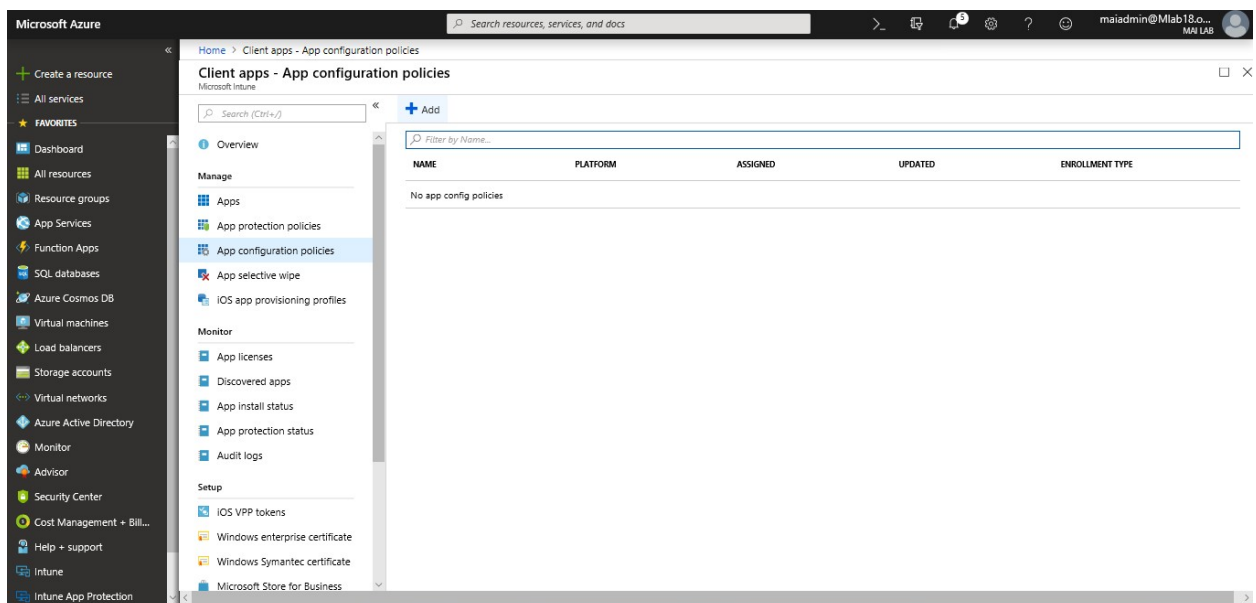 Microsoft Azure
Search resources, services, and docs
5
maiadmin@Mlab18.o...
MAI LAB
Create a resource
All services
FAVORITES
Dashboard
All resources
Resource groups
App Services
Function Apps
SQL databases
Azure Cosmos DB
Virtual machines
Load balancers
Storage accounts
Virtual networks
Azure Active Directory
Monitor
Advisor
Security Center
Cost Management + Bill...
Help + support
Intune
Intune App Protection
Home > Client apps - App configuration policies
Client apps - App configuration policies
Microsoft Intune
Search (Ctrl+/)
Overview
Manage
Apps
App protection policies
App configuration policies
App selective wipe
iOS app provisioning profiles
Monitor
App licenses
Discovered apps
App install status
App protection status
Audit logs
Setup
iOS VPP tokens
Windows enterprise certificate
Windows Symantec certificate
Microsoft Store for Business
Add
Filter by Name...
NAME PLATFORM ASSIGNED UPDATED ENROLLMENT TYPE
No app config policies